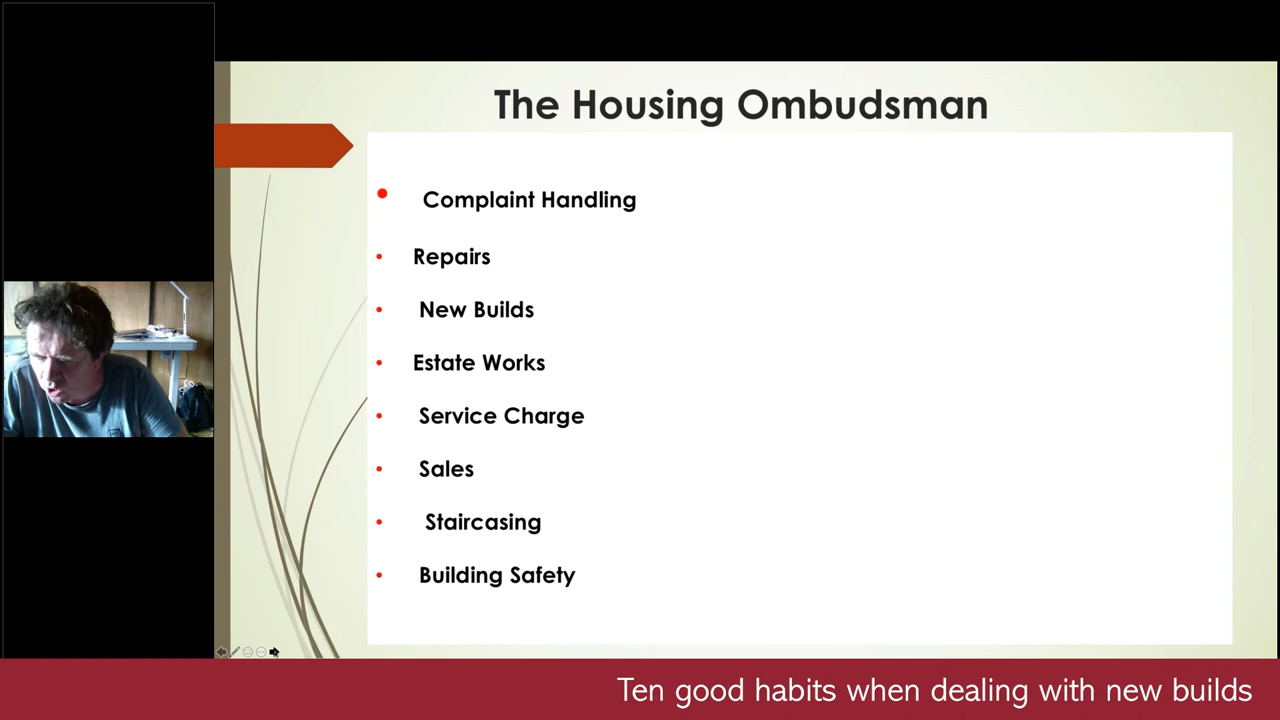 The Housing Ombudsman
• Complaint Handling
• Repairs
• New Builds
• Estate Works
• Service Charge
• Sales
• Staircasing
• Building Safety
Ten good habits when dealing with new builds